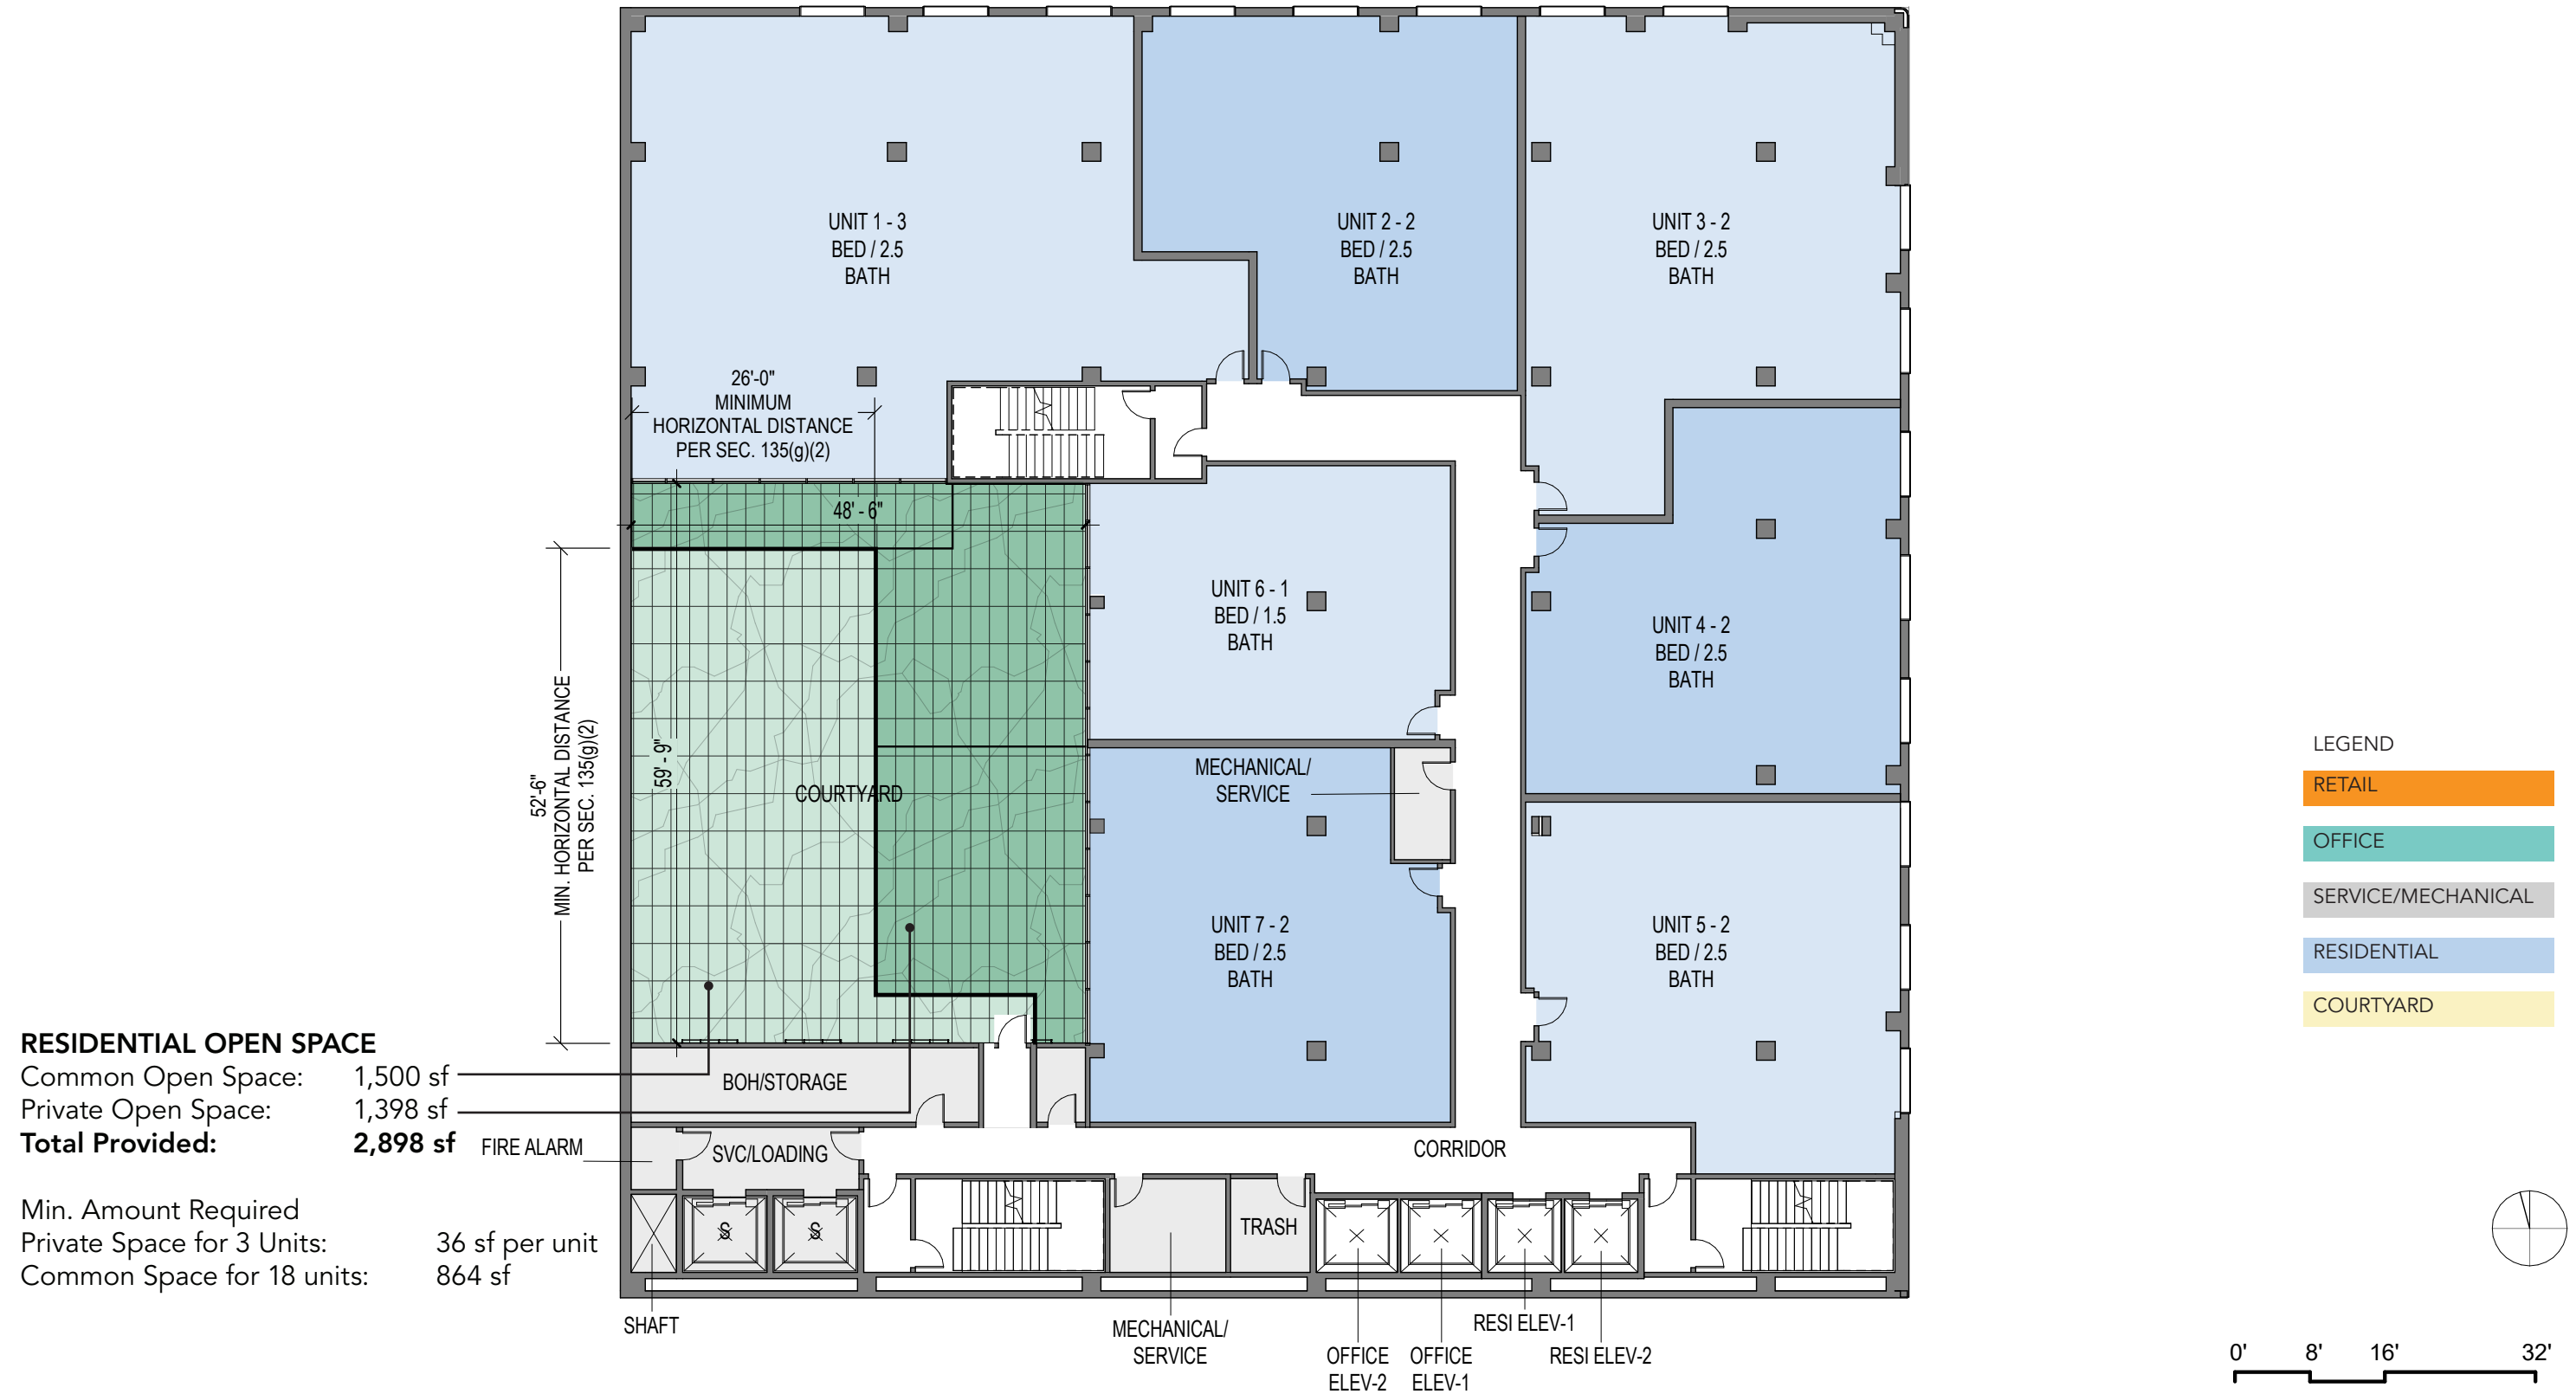 UNIT 1 - 3
BED / 2.5
BATH
UNIT 2 - 2
BED / 2.5
BATH
UNIT 3 - 2
BED / 2.5
BATH
26'-0"
MINIMUM
HORIZONTAL DISTANCE
PER SEC. 135(g)(2)
48' - 6"
UNIT 6 - 1
BED / 1.5
BATH
UNIT 4 - 2
BED / 2.5
BATH
52'-6"
MIN. HORIZONTAL DISTANCE
PER SEC. 135(g)(2)
59' - 9"
COURTYARD
MECHANICAL/
SERVICE
UNIT 7 - 2
BED / 2.5
BATH
UNIT 5 - 2
BED / 2.5
BATH
LEGEND
RETAIL
OFFICE
SERVICE/MECHANICAL
RESIDENTIAL
COURTYARD
RESIDENTIAL OPEN SPACE
Common Open Space: 1,500 sf
Private Open Space: 1,398 sf
Total Provided: 2,898 sf
Min. Amount Required
Private Space for 3 Units: 36 sf per unit
Common Space for 18 units: 864 sf
BOH/STORAGE
FIRE ALARM
SVC/LOADING
CORRIDOR
S
S
TRASH
SHAFT
MECHANICAL/
SERVICE
OFFICE
ELEV-2
OFFICE
ELEV-1
RESI ELEV-1
RESI ELEV-2
0' 8' 16' 32'